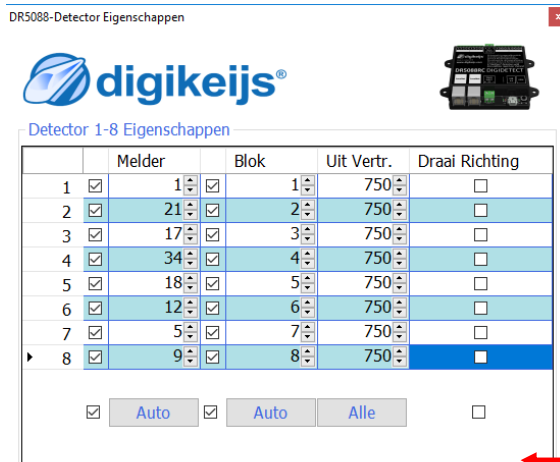 DR5088-Detector Eigenschappen
x
digikeijs®
DR5088RC DIGIDETECT
Detector 1-8 Eigenschappen
Melder Blok Uit Vertr. Draai Richting
1 1 1 750
2 21 2 750
3 17 3 750
4 34 4 750
5 18 5 750
6 12 6 750
7 5 7 750
8 9 8 750
Auto Auto Alle